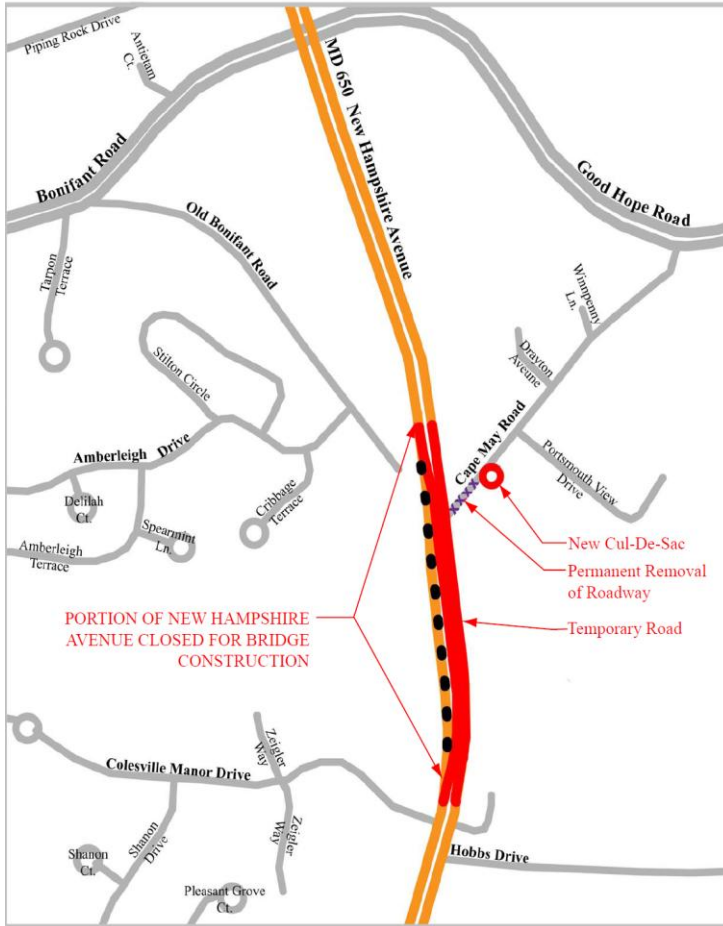 Piping Rock Drive
Antietam
Ct.
MD 650 New Hampshire Avenue
Bonifant Road
Good Hope Road
Old Bonifant Road
Tarpon
Terrace
Winnpenny
Ln.
Drayton
Aveune
Stilton Circle
Cape May Road
Amberleigh Drive
Portsmouth View
Drive
Delilah
Ct.
Cribbage
Terrace
Spearmint
Ln.
Amberleigh
Terrace
New Cul-De-Sac
Permanent Removal
of Roadway
PORTION OF NEW HAMPSHIRE
AVENUE CLOSED FOR BRIDGE
CONSTRUCTION
Temporary Road
Zeigler
Way
Colesville Manor Drive
Zeigler
Way
Shanon
Drive
Shanon
Ct.
Hobbs Drive
Pleasant Grove
Ct.
xxxx